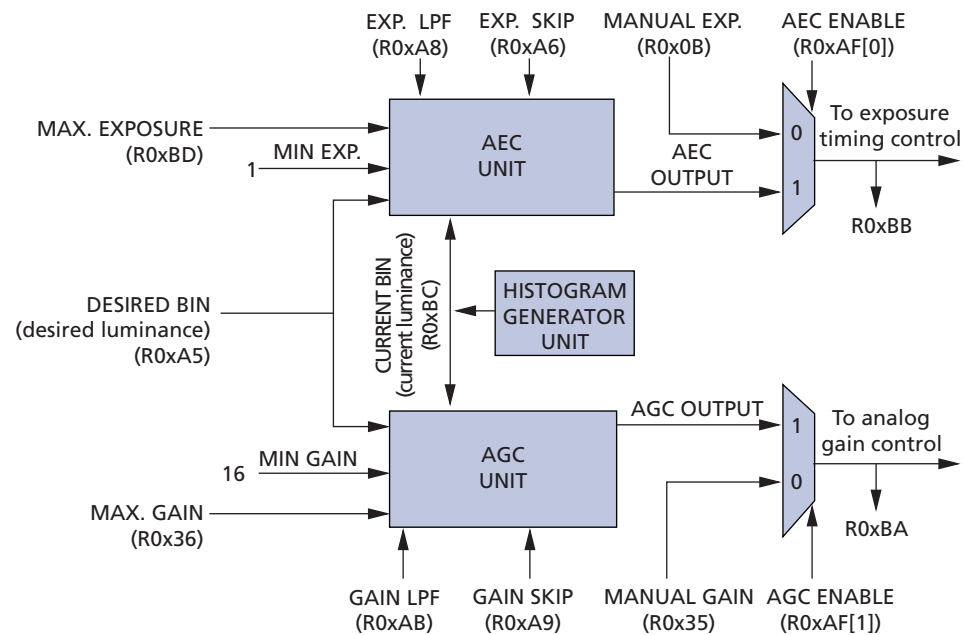 EXP. LPF
(R0xA8)
EXP. SKIP
(R0xA6)
MANUAL EXP.
(R0x0B)
AEC ENABLE
(R0xAF[0])
MAX. EXPOSURE
(R0xBD)
1
MIN EXP.
AEC
UNIT
AEC
OUTPUT
0
1
To exposure
timing control
R0xBB
DESIRED BIN
(desired luminance)
(R0xA5)
CURRENT BIN
(current luminance)
(R0xBC)
HISTOGRAM
GENERATOR
UNIT
16
MIN GAIN
MAX. GAIN
(R0x36)
AGC
UNIT
AGC OUTPUT
1
0
To analog
gain control
R0xBA
GAIN LPF
(R0xAB)
GAIN SKIP
(R0xA9)
MANUAL GAIN
(R0x35)
AGC ENABLE
(R0xAF[1])